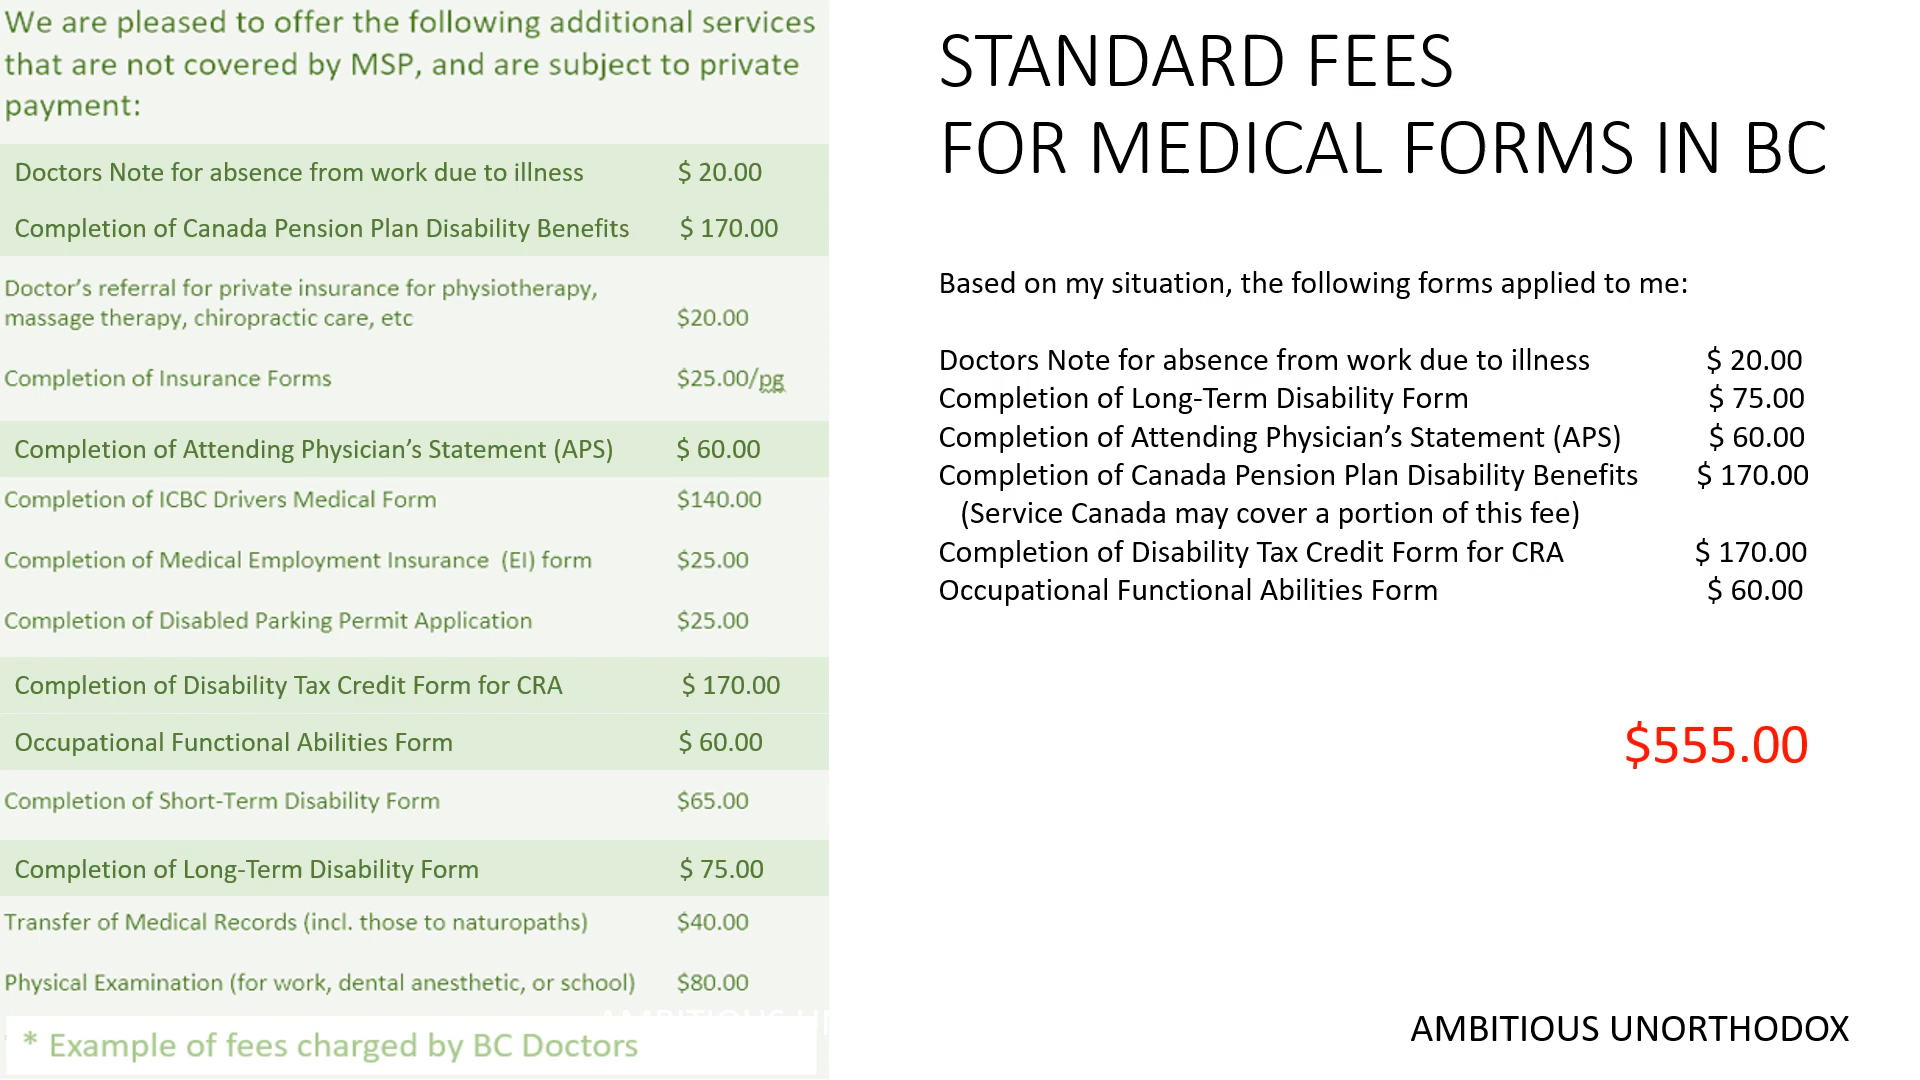 We are pleased to offer the following additional services
that are not covered by MSP, and are subject to private
payment:
Doctors Note for absence from work due to illness $ 20.00
Completion of Canada Pension Plan Disability Benefits $ 170.00
Doctor's referral for private insurance for physiotherapy,
massage therapy, chiropractic care, etc $20.00
Completion of Insurance Forms $25.00/pg
Completion of Attending Physician's Statement (APS) $ 60.00
Completion of ICBC Drivers Medical Form $140.00
Completion of Medical Employment Insurance (EI) form $25.00
Completion of Disabled Parking Permit Application $25.00
Completion of Disability Tax Credit Form for CRA $ 170.00
Occupational Functional Abilities Form $ 60.00
Completion of Short-Term Disability Form $65.00
Completion of Long-Term Disability Form $ 75.00
Transfer of Medical Records (incl. those to naturopaths) $40.00
Physical Examination (for work, dental anesthetic, or school) $80.00
* Example of fees charged by BC Doctors
STANDARD FEES
FOR MEDICAL FORMS IN BC
Based on my situation, the following forms applied to me:
Doctors Note for absence from work due to illness $ 20.00
Completion of Long-Term Disability Form $ 75.00
Completion of Attending Physician's Statement (APS) $ 60.00
Completion of Canada Pension Plan Disability Benefits $ 170.00
(Service Canada may cover a portion of this fee)
Completion of Disability Tax Credit Form for CRA $ 170.00
Occupational Functional Abilities Form $ 60.00
$555.00
AMBITIOUS UNORTHODOX